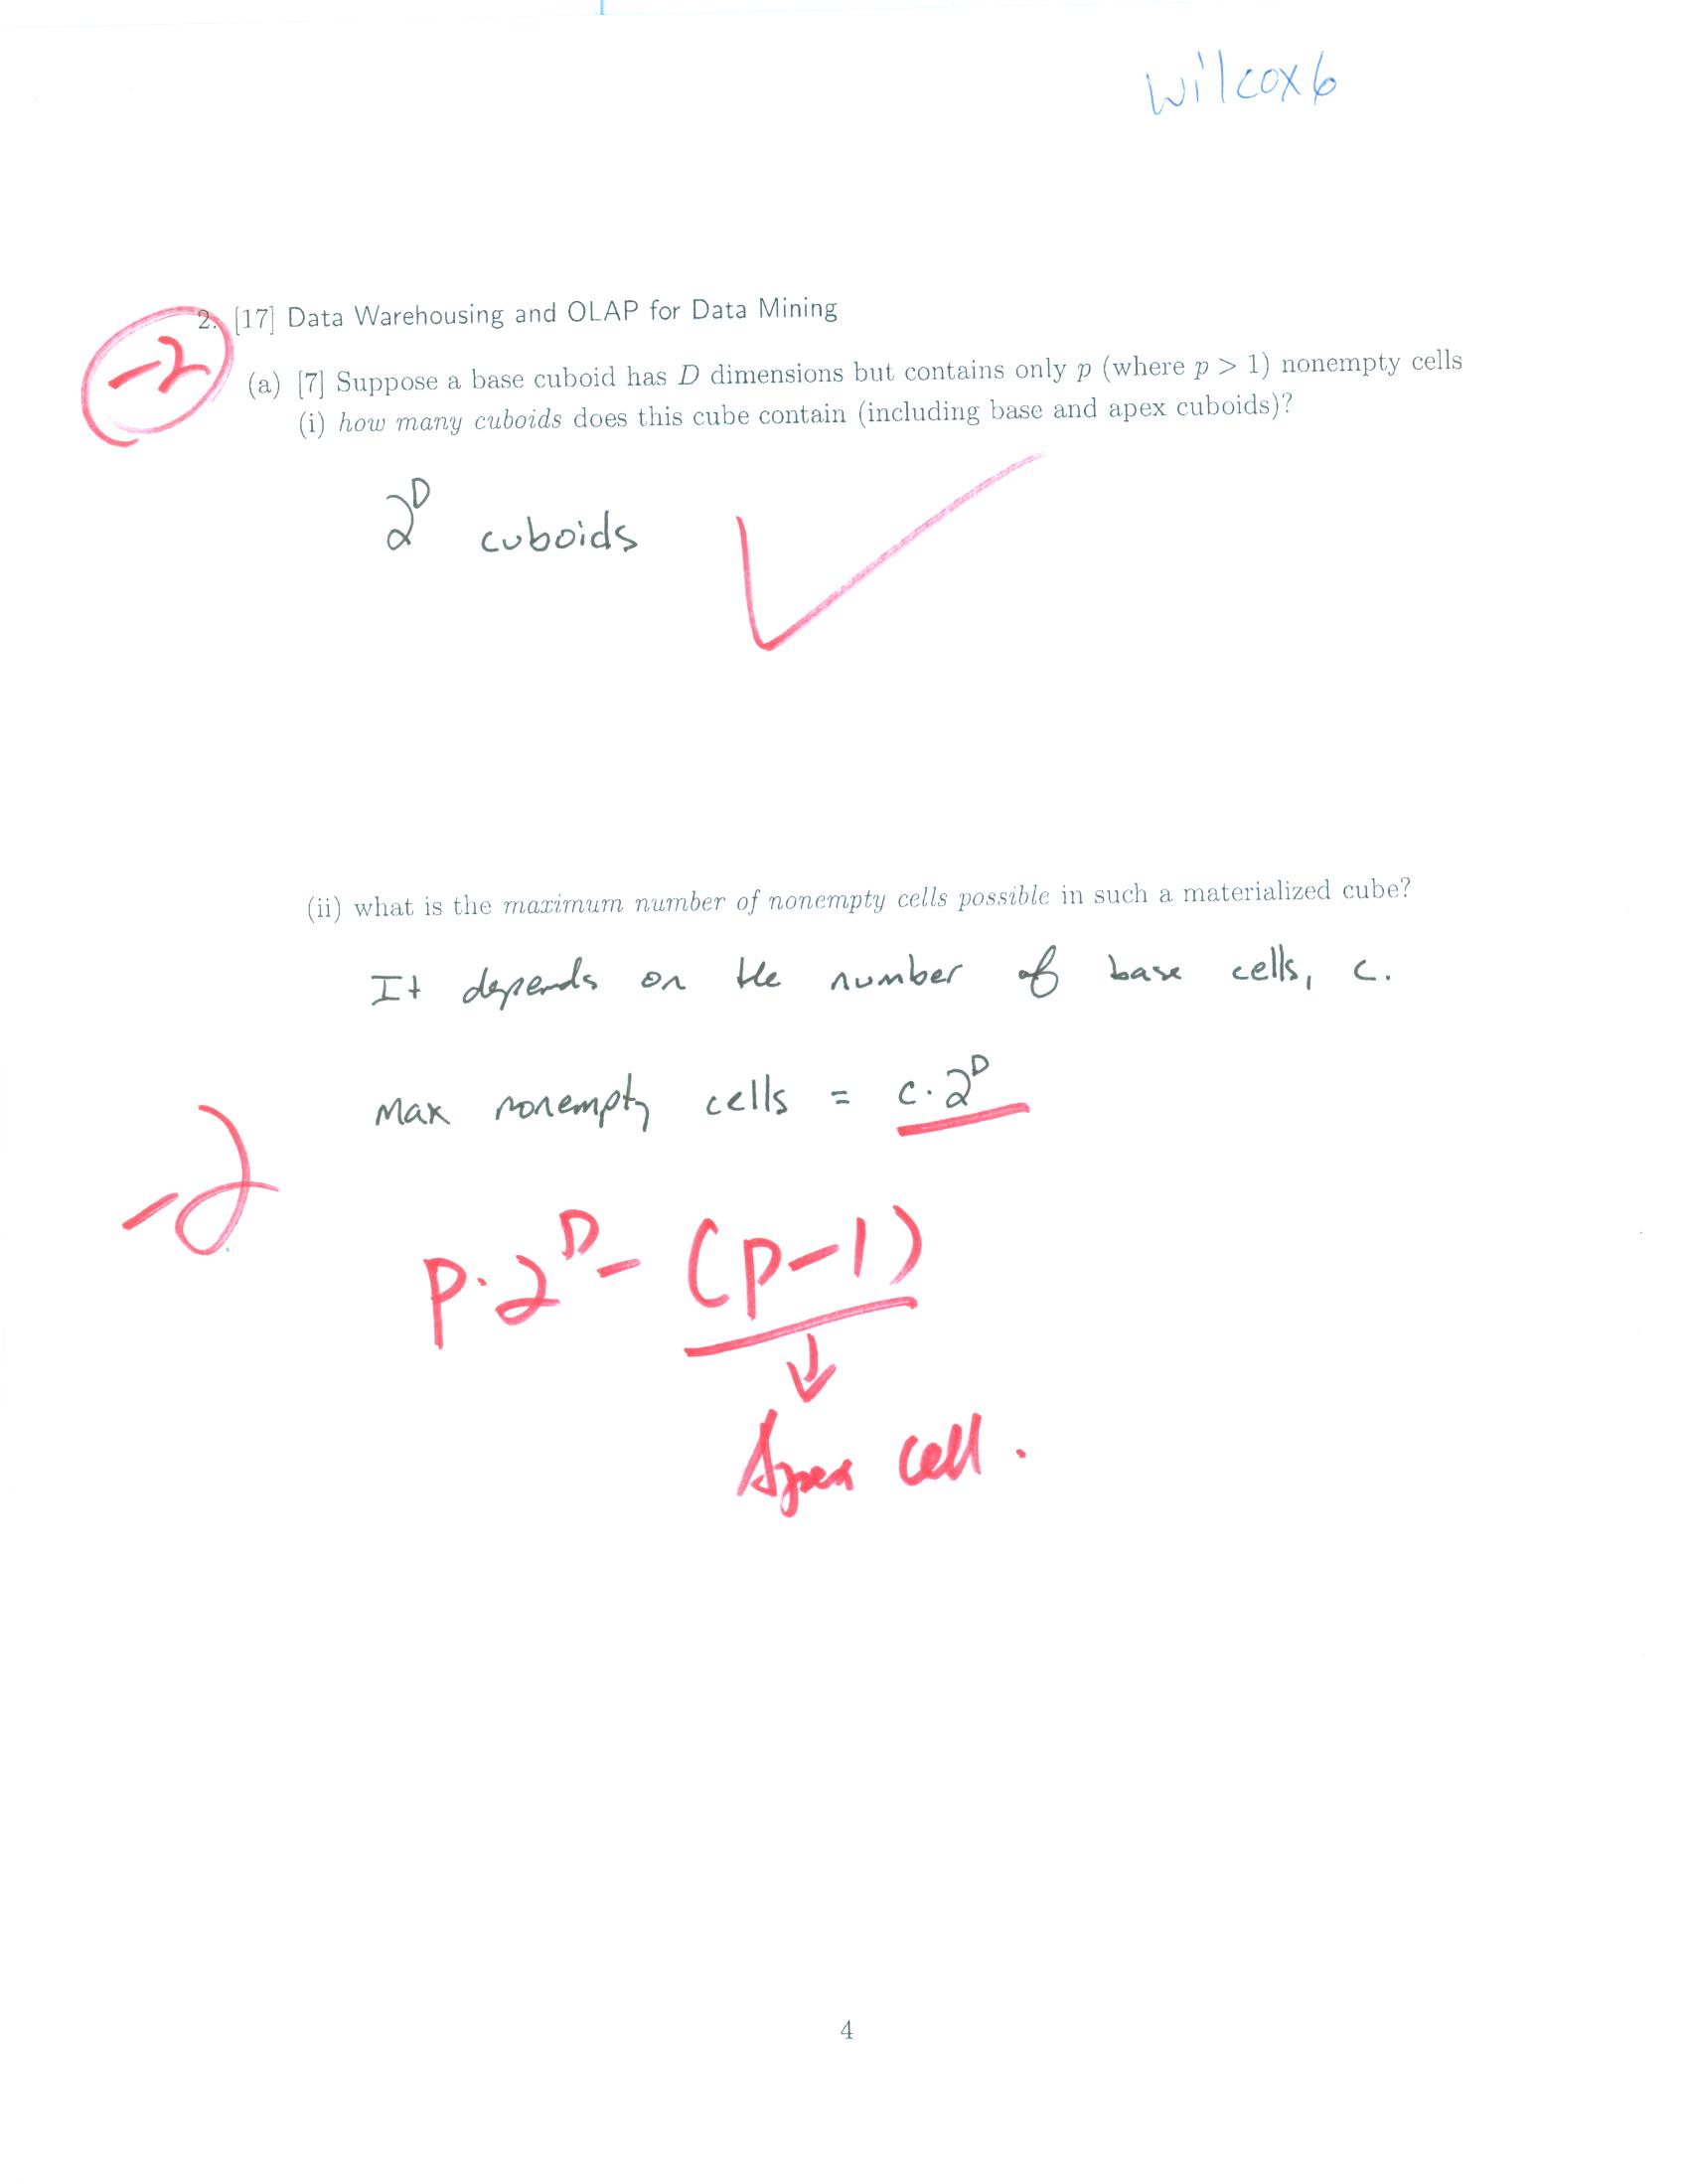 wilcox6
2. [17] Data Warehousing and OLAP for Data Mining
-2
(a) [7] Suppose a base cuboid has D dimensions but contains only p (where p > 1) nonempty cells
(i) how many cuboids does this cube contain (including base and apex cuboids)?
2^D cuboids
(ii) what is the maximum number of nonempty cells possible in such a materialized cube?
It depends on the number of base cells, c.
max nonempty cells = c·2^D
-2
p·2^D - (p-1)
↓
Apex cell.
4